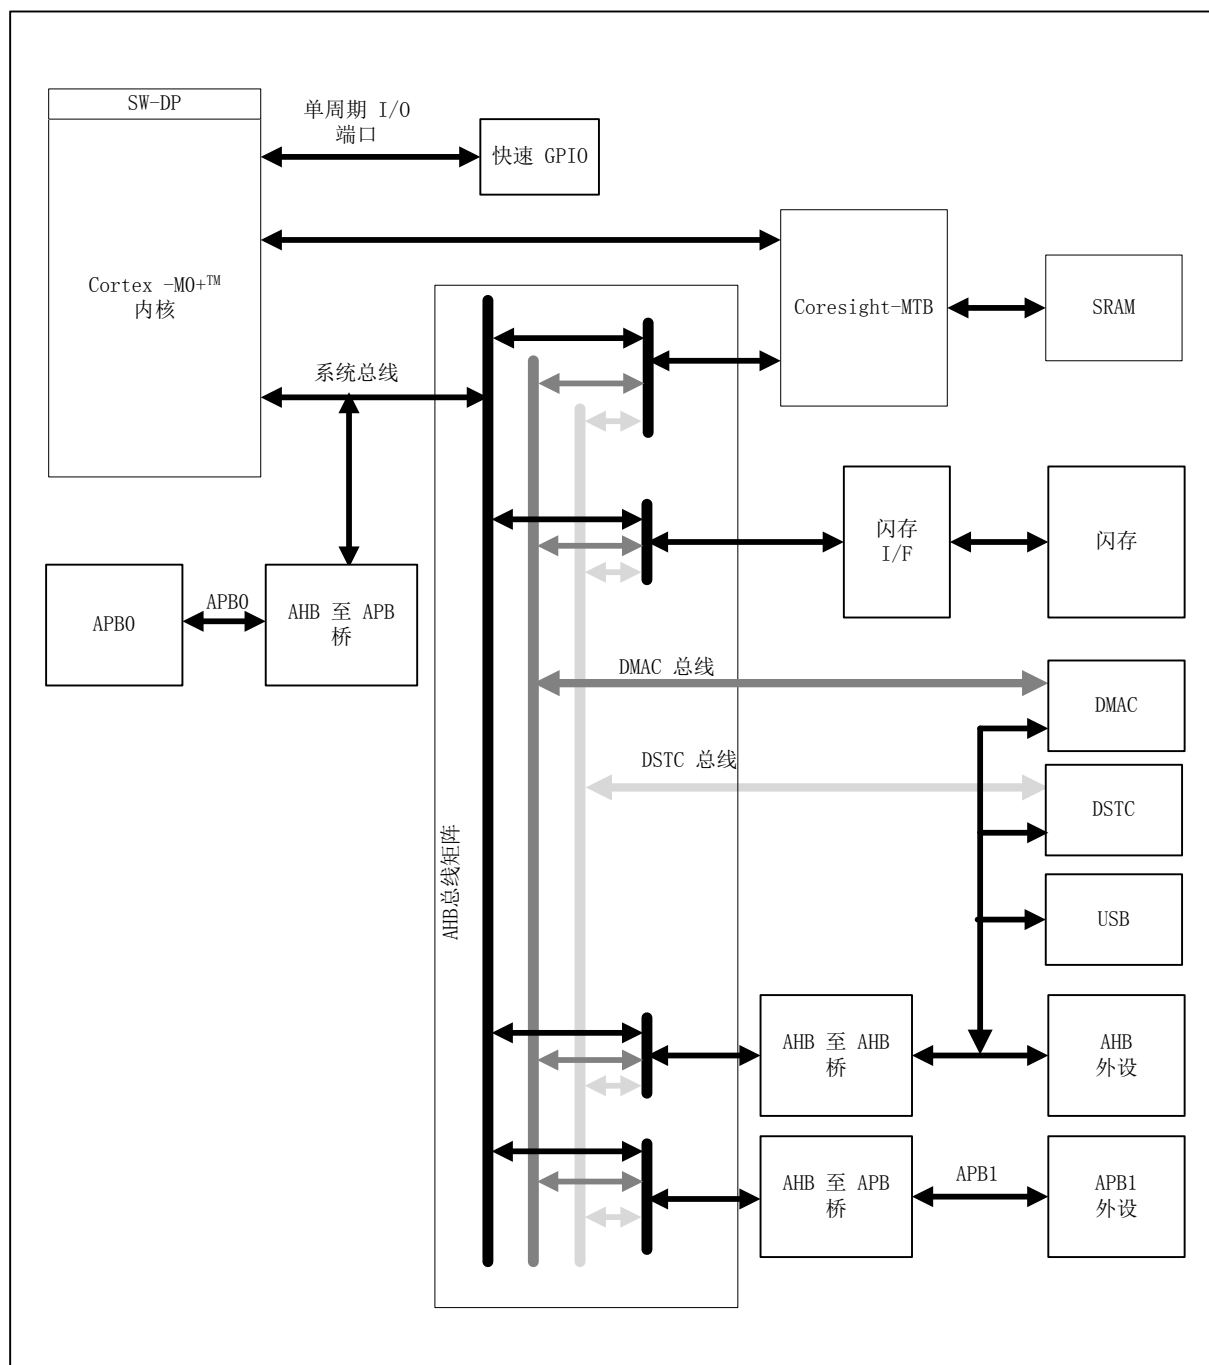 SW-DP
单周期 I/O
端口
快速 GPIO
Cortex -M0+™
内核
Coresight-MTB
SRAM
系统总线
闪存
I/F
闪存
APB0
APB0
AHB 至 APB
桥
DMAC 总线
DMAC
DSTC 总线
DSTC
AHB总线矩阵
USB
AHB 至 AHB
桥
AHB
外设
AHB 至 APB
桥
APB1
APB1
外设